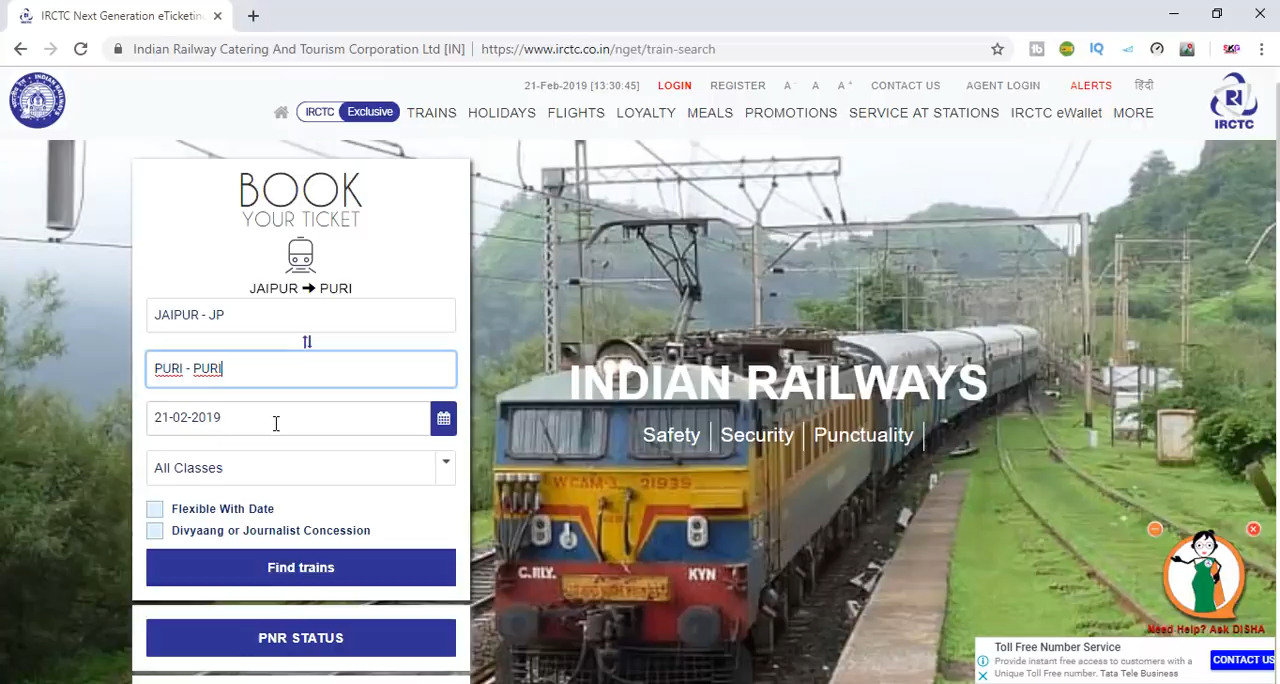 IRCTC Next Generation eTicketin
Indian Railway Catering And Tourism Corporation Ltd [IN] | https://www.irctc.co.in/nget/train-search
21-Feb-2019 [13:30:45] LOGIN REGISTER A⁻ A A⁺ CONTACT US AGENT LOGIN ALERTS हिंदी
IRCTC Exclusive TRAINS HOLIDAYS FLIGHTS LOYALTY MEALS PROMOTIONS SERVICE AT STATIONS IRCTC eWallet MORE
IRCTC
BOOK
YOUR TICKET
JAIPUR ➔ PURI
JAIPUR - JP
PURI - PURI
21-02-2019
All Classes
Flexible With Date
Divyaang or Journalist Concession
Find trains
PNR STATUS
INDIAN RAILWAYS
Safety | Security | Punctuality |
WCAM-3 21939
C.RLY. KYN
Need Help? Ask DISHA
Toll Free Number Service
Provide instant free access to customers with a
Unique Toll Free number. Tata Tele Business
CONTACT US